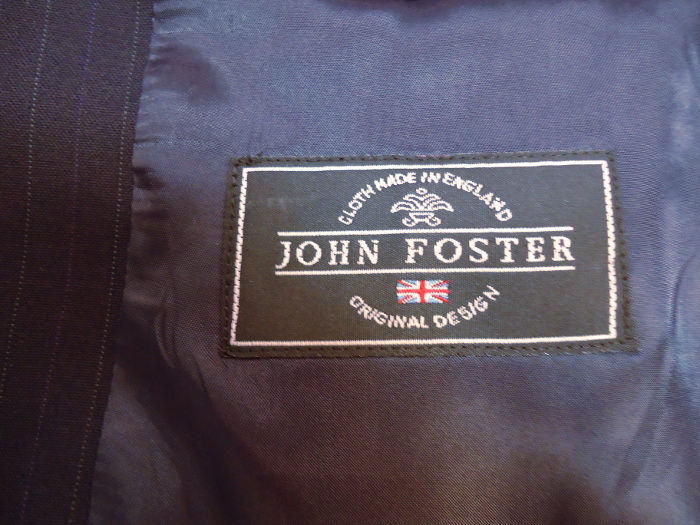 CLOTH MADE IN ENGLAND
JOHN FOSTER
ORIGINAL DESIGN